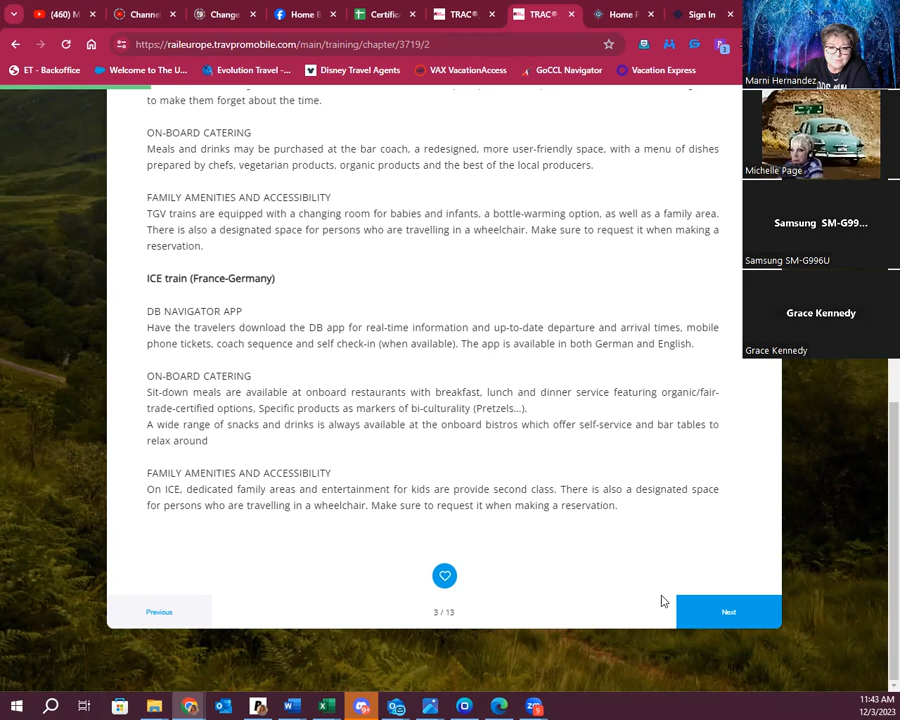 (460) M
Channel
Change
Home B
Certific
TRAC®
TRAC®
Home F
Sign In
https://raileurope.travpromobile.com/main/training/chapter/3719/2
3
ET - Backoffice
Welcome to The U...
Evolution Travel -...
Disney Travel Agents
VAX VacationAccess
GoCCL Navigator
Vacation Express
to make them forget about the time.
ON-BOARD CATERING
Meals and drinks may be purchased at the bar coach, a redesigned, more user-friendly space, with a menu of dishes
prepared by chefs, vegetarian products, organic products and the best of the local producers.
FAMILY AMENITIES AND ACCESSIBILITY
TGV trains are equipped with a changing room for babies and infants, a bottle-warming option, as well as a family area.
There is also a designated space for persons who are travelling in a wheelchair. Make sure to request it when making a
reservation.
ICE train (France-Germany)
DB NAVIGATOR APP
Have the travelers download the DB app for real-time information and up-to-date departure and arrival times, mobile
phone tickets, coach sequence and self check-in (when available). The app is available in both German and English.
ON-BOARD CATERING
Sit-down meals are available at onboard restaurants with breakfast, lunch and dinner service featuring organic/fair-
trade-certified options, Specific products as markers of bi-culturality (Pretzels...).
A wide range of snacks and drinks is always available at the onboard bistros which offer self-service and bar tables to
relax around
FAMILY AMENITIES AND ACCESSIBILITY
On ICE, dedicated family areas and entertainment for kids are provide second class. There is also a designated space
for persons who are travelling in a wheelchair. Make sure to request it when making a reservation.
Previous
3 / 13
Next
Marni Hernandez
Michelle Page
Samsung SM-G99...
Samsung SM-G996U
Grace Kennedy
Grace Kennedy
11:43 AM
12/3/2023